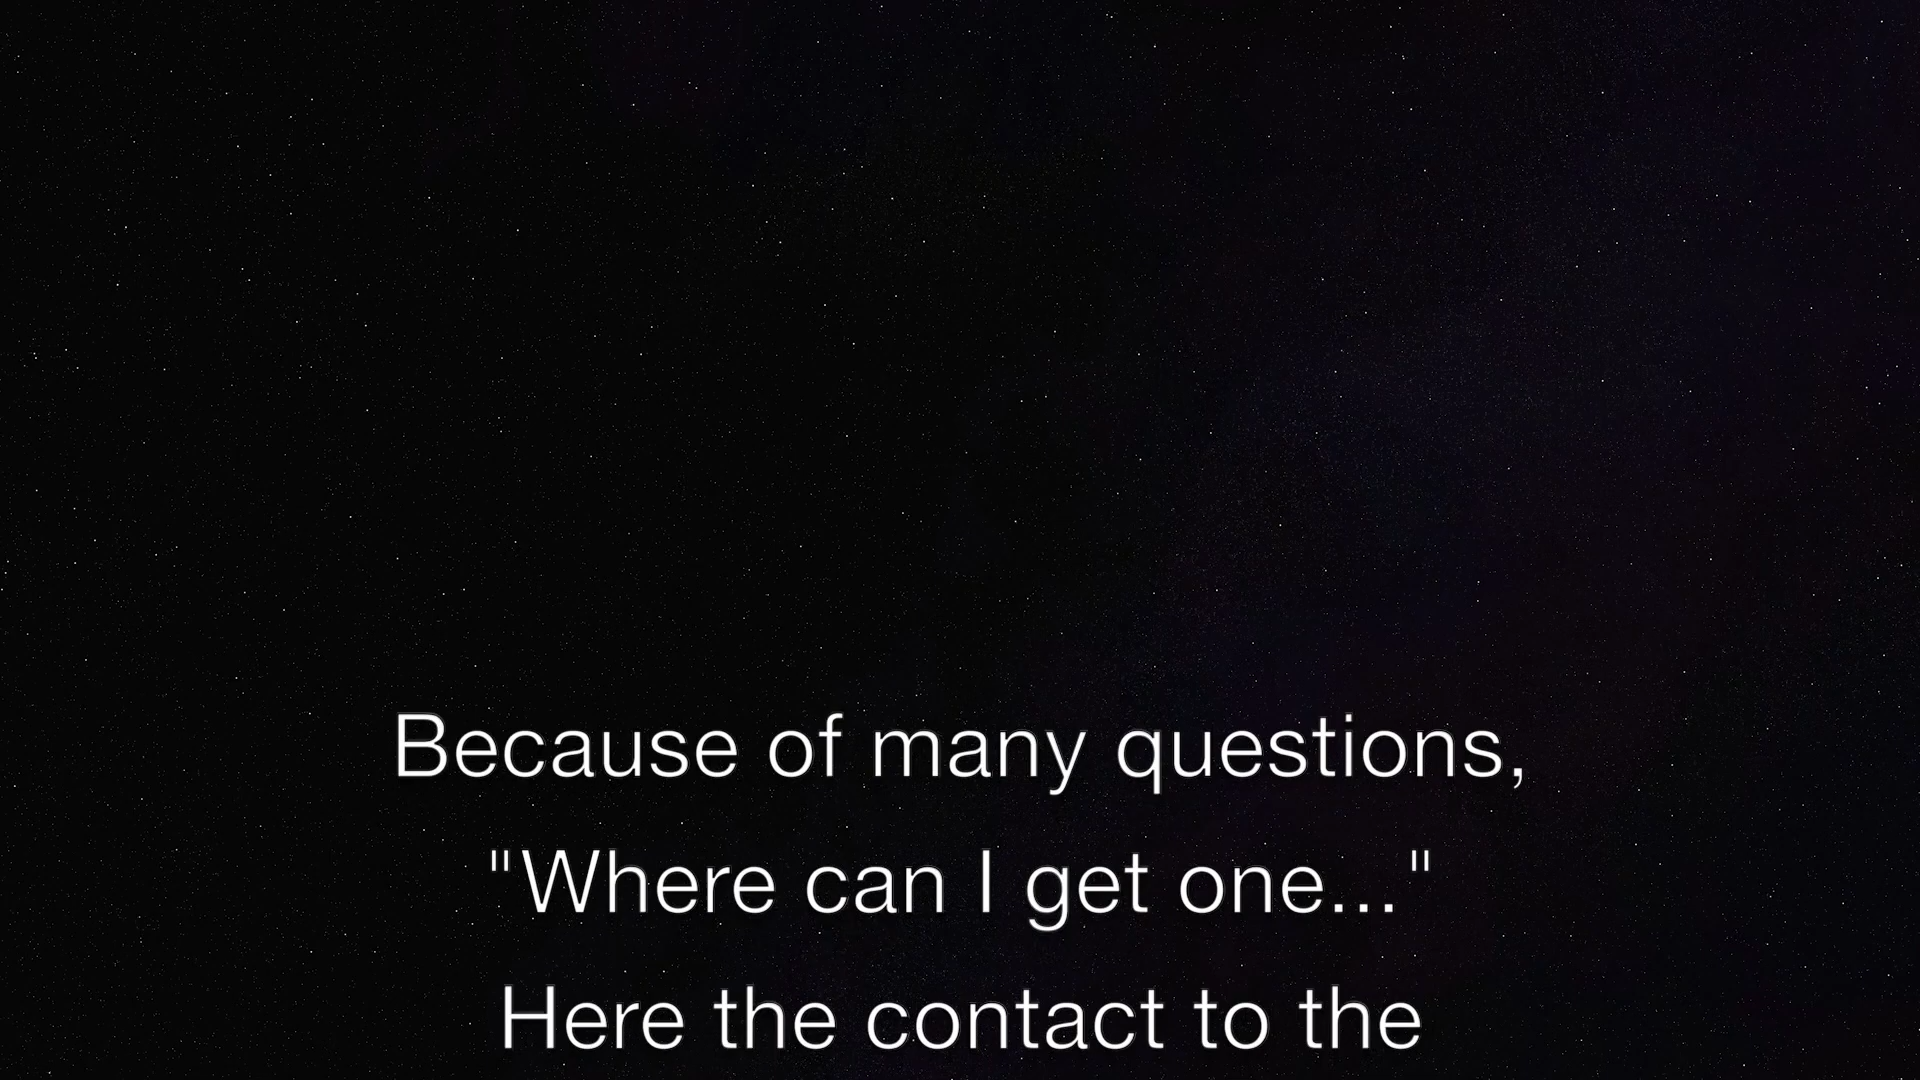 Because of many questions,
"Where can I get one..."
Here the contact to the